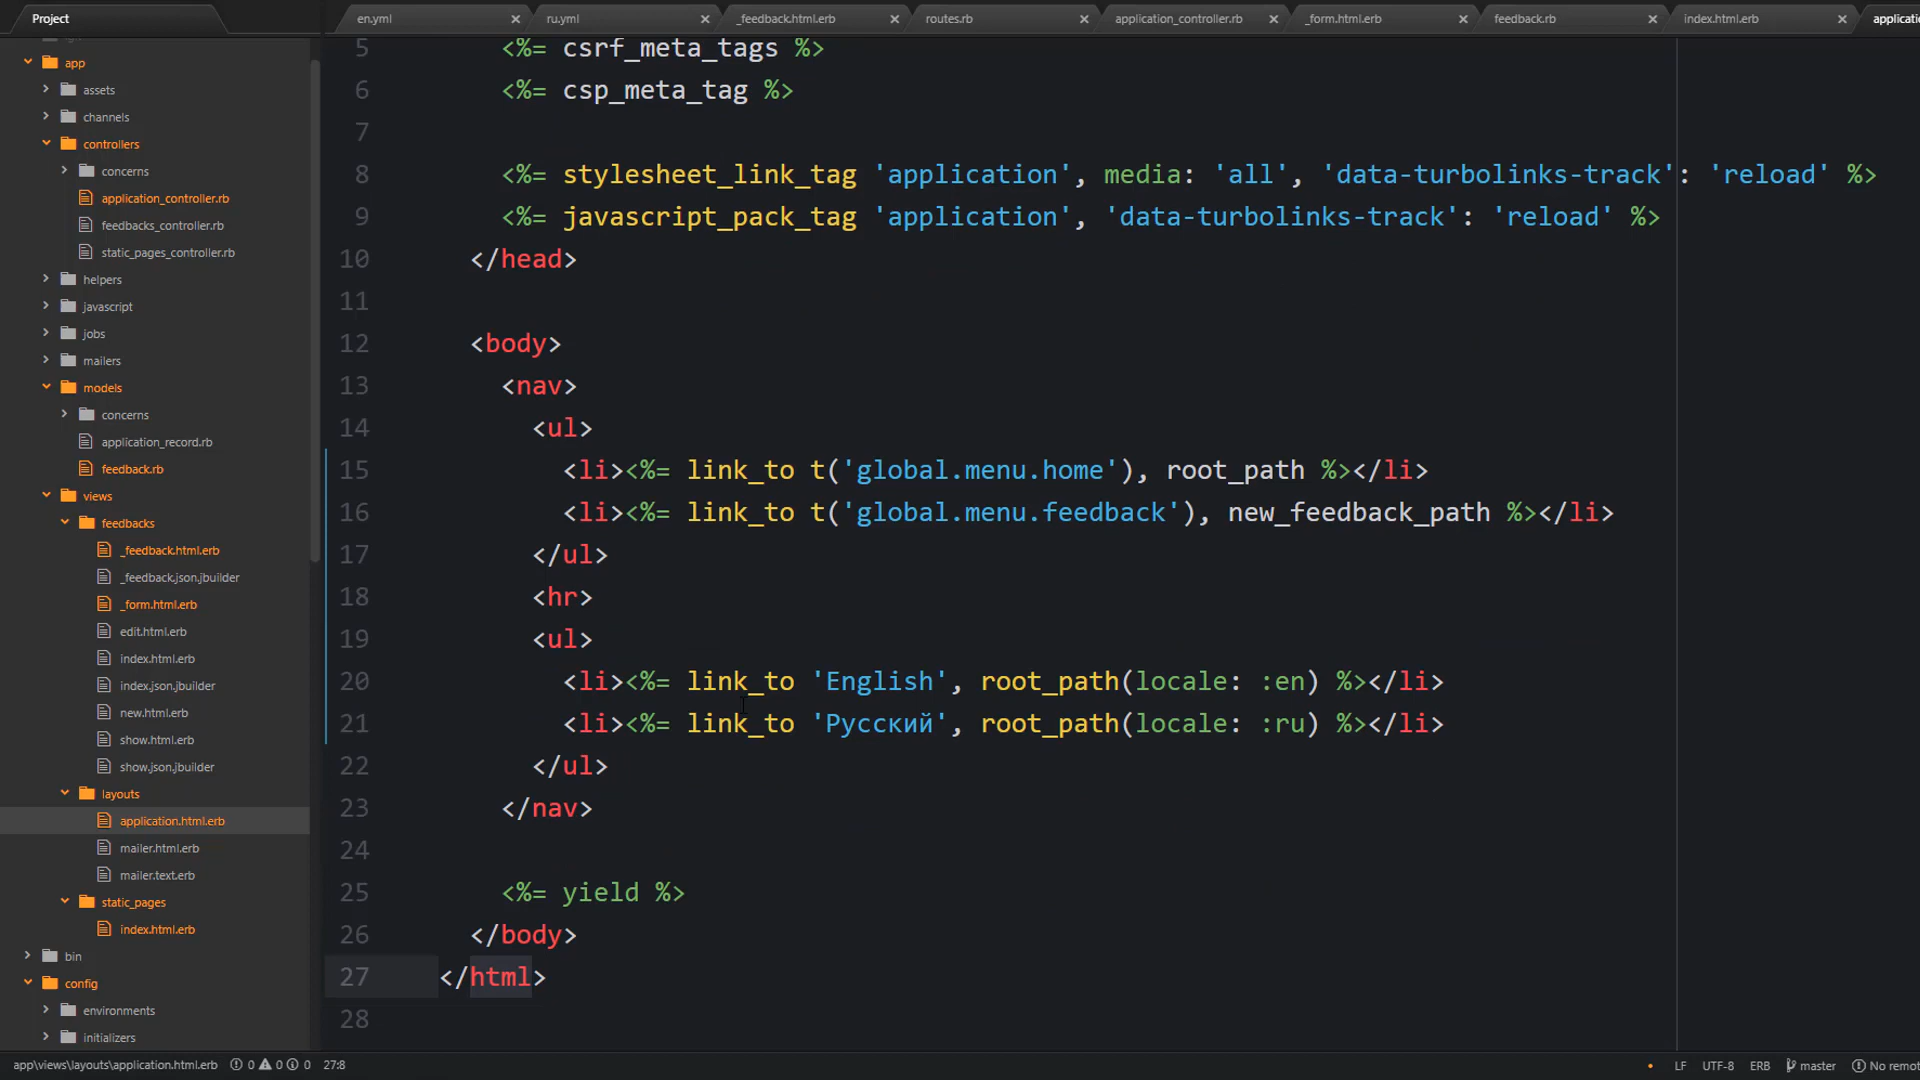 Project
en.yml
ru.yml
_feedback.html.erb
routes.rb
application_controller.rb
_form.html.erb
feedback.rb
index.html.erb
app
assets
channels
controllers
concerns
application_controller.rb
feedbacks_controller.rb
static_pages_controller.rb
helpers
javascript
jobs
mailers
models
concerns
application_record.rb
feedback.rb
views
feedbacks
_feedback.html.erb
_feedback.json.jbuilder
_form.html.erb
edit.html.erb
index.html.erb
index.json.jbuilder
new.html.erb
show.html.erb
show.json.jbuilder
layouts
application.html.erb
mailer.html.erb
mailer.text.erb
static_pages
index.html.erb
bin
config
environments
initializers
5 <%= csrf_meta_tags %>
6 <%= csp_meta_tag %>
7
8 <%= stylesheet_link_tag 'application', media: 'all', 'data-turbolinks-track': 'reload' %>
9 <%= javascript_pack_tag 'application', 'data-turbolinks-track': 'reload' %>
10 </head>
11
12 <body>
13 <nav>
14 <ul>
15 <li><%= link_to t('global.menu.home'), root_path %></li>
16 <li><%= link_to t('global.menu.feedback'), new_feedback_path %></li>
17 </ul>
18 <hr>
19 <ul>
20 <li><%= link_to 'English', root_path(locale: :en) %></li>
21 <li><%= link_to 'Русский', root_path(locale: :ru) %></li>
22 </ul>
23 </nav>
24
25 <%= yield %>
26 </body>
27 </html>
28
app\views\layouts\application.html.erb 0 0 0 27:8 LF UTF-8 ERB master No remot